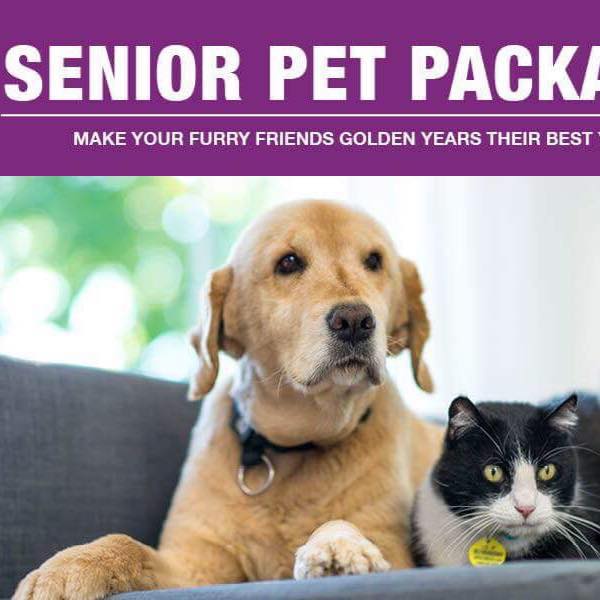 SENIOR PET PACKA
MAKE YOUR FURRY FRIENDS GOLDEN YEARS THEIR BEST Y